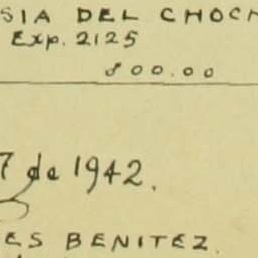 SIA DEL CHOC
Exp. 2125
800.00
7 de 1942.
ES BENITEZ.